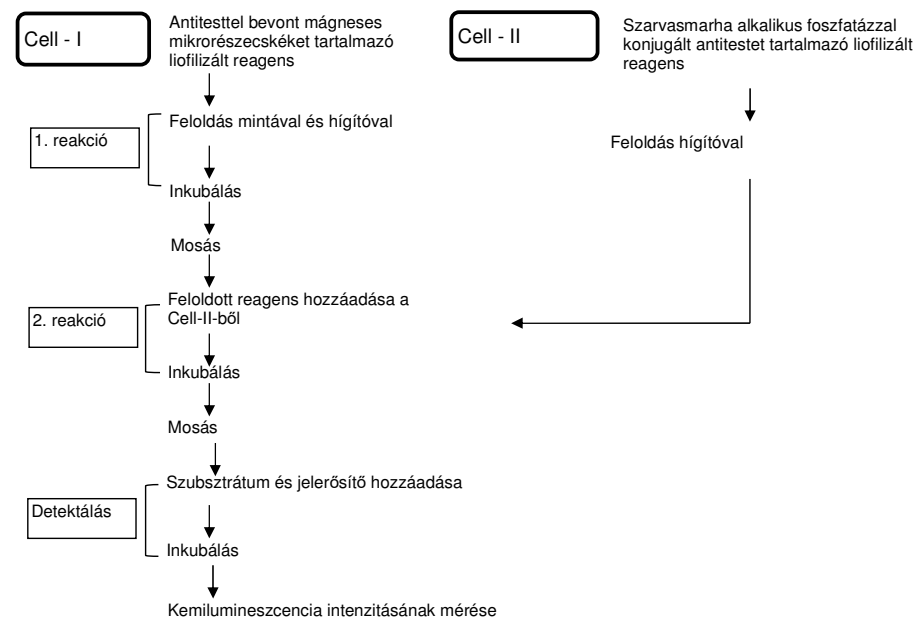 Cell - I
Antitesttel bevont mágneses
mikrorészecskéket tartalmazó
liofilizált reagens
Cell - II
Szarvasmarha alkalikus foszfatázzal
konjugált antitestet tartalmazó liofilizált
reagens
1. reakció
Feloldás mintával és hígítóval
Feloldás hígítóval
Inkubálás
Mosás
2. reakció
Feloldott reagens hozzáadása a
Cell-II-ből
Inkubálás
Mosás
Szubsztrátum és jelerősítő hozzáadása
Detektálás
Inkubálás
Kemilumineszcencia intenzitásának mérése